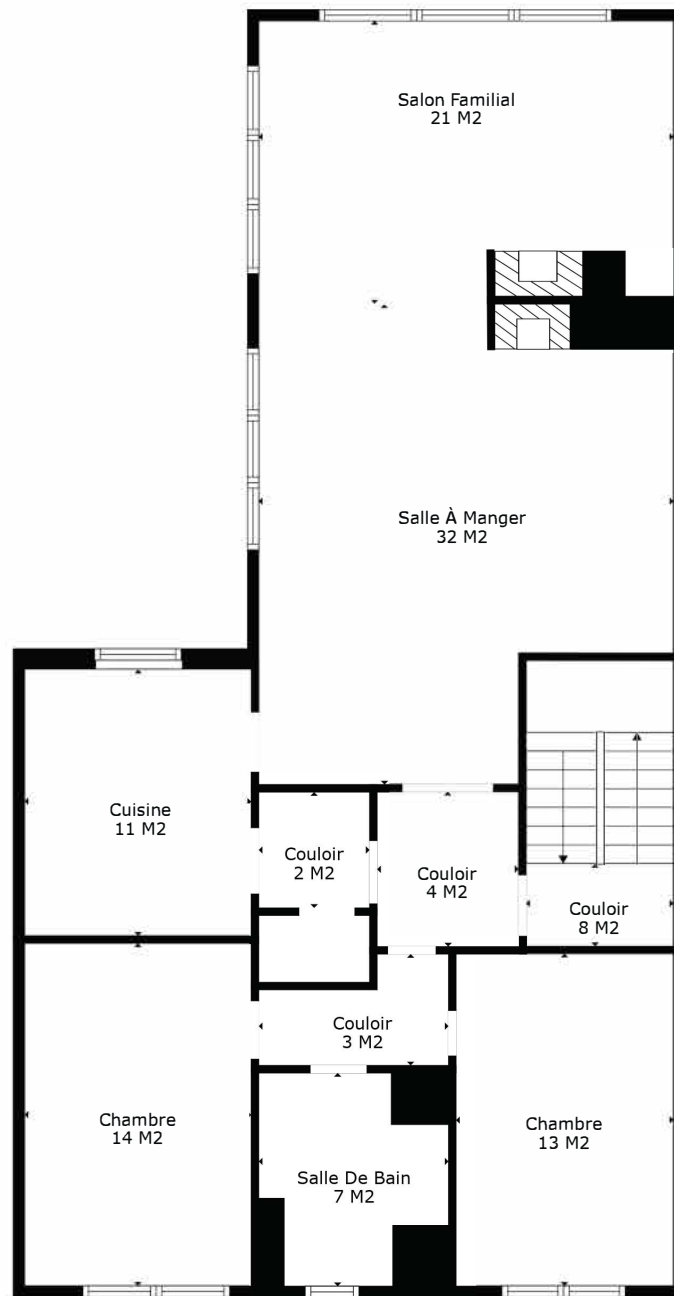 Salon Familial
21 M2
Salle À Manger
32 M2
Cuisine
11 M2
Couloir
2 M2
Couloir
4 M2
Couloir
8 M2
Couloir
3 M2
Chambre
14 M2
Chambre
13 M2
Salle De Bain
7 M2